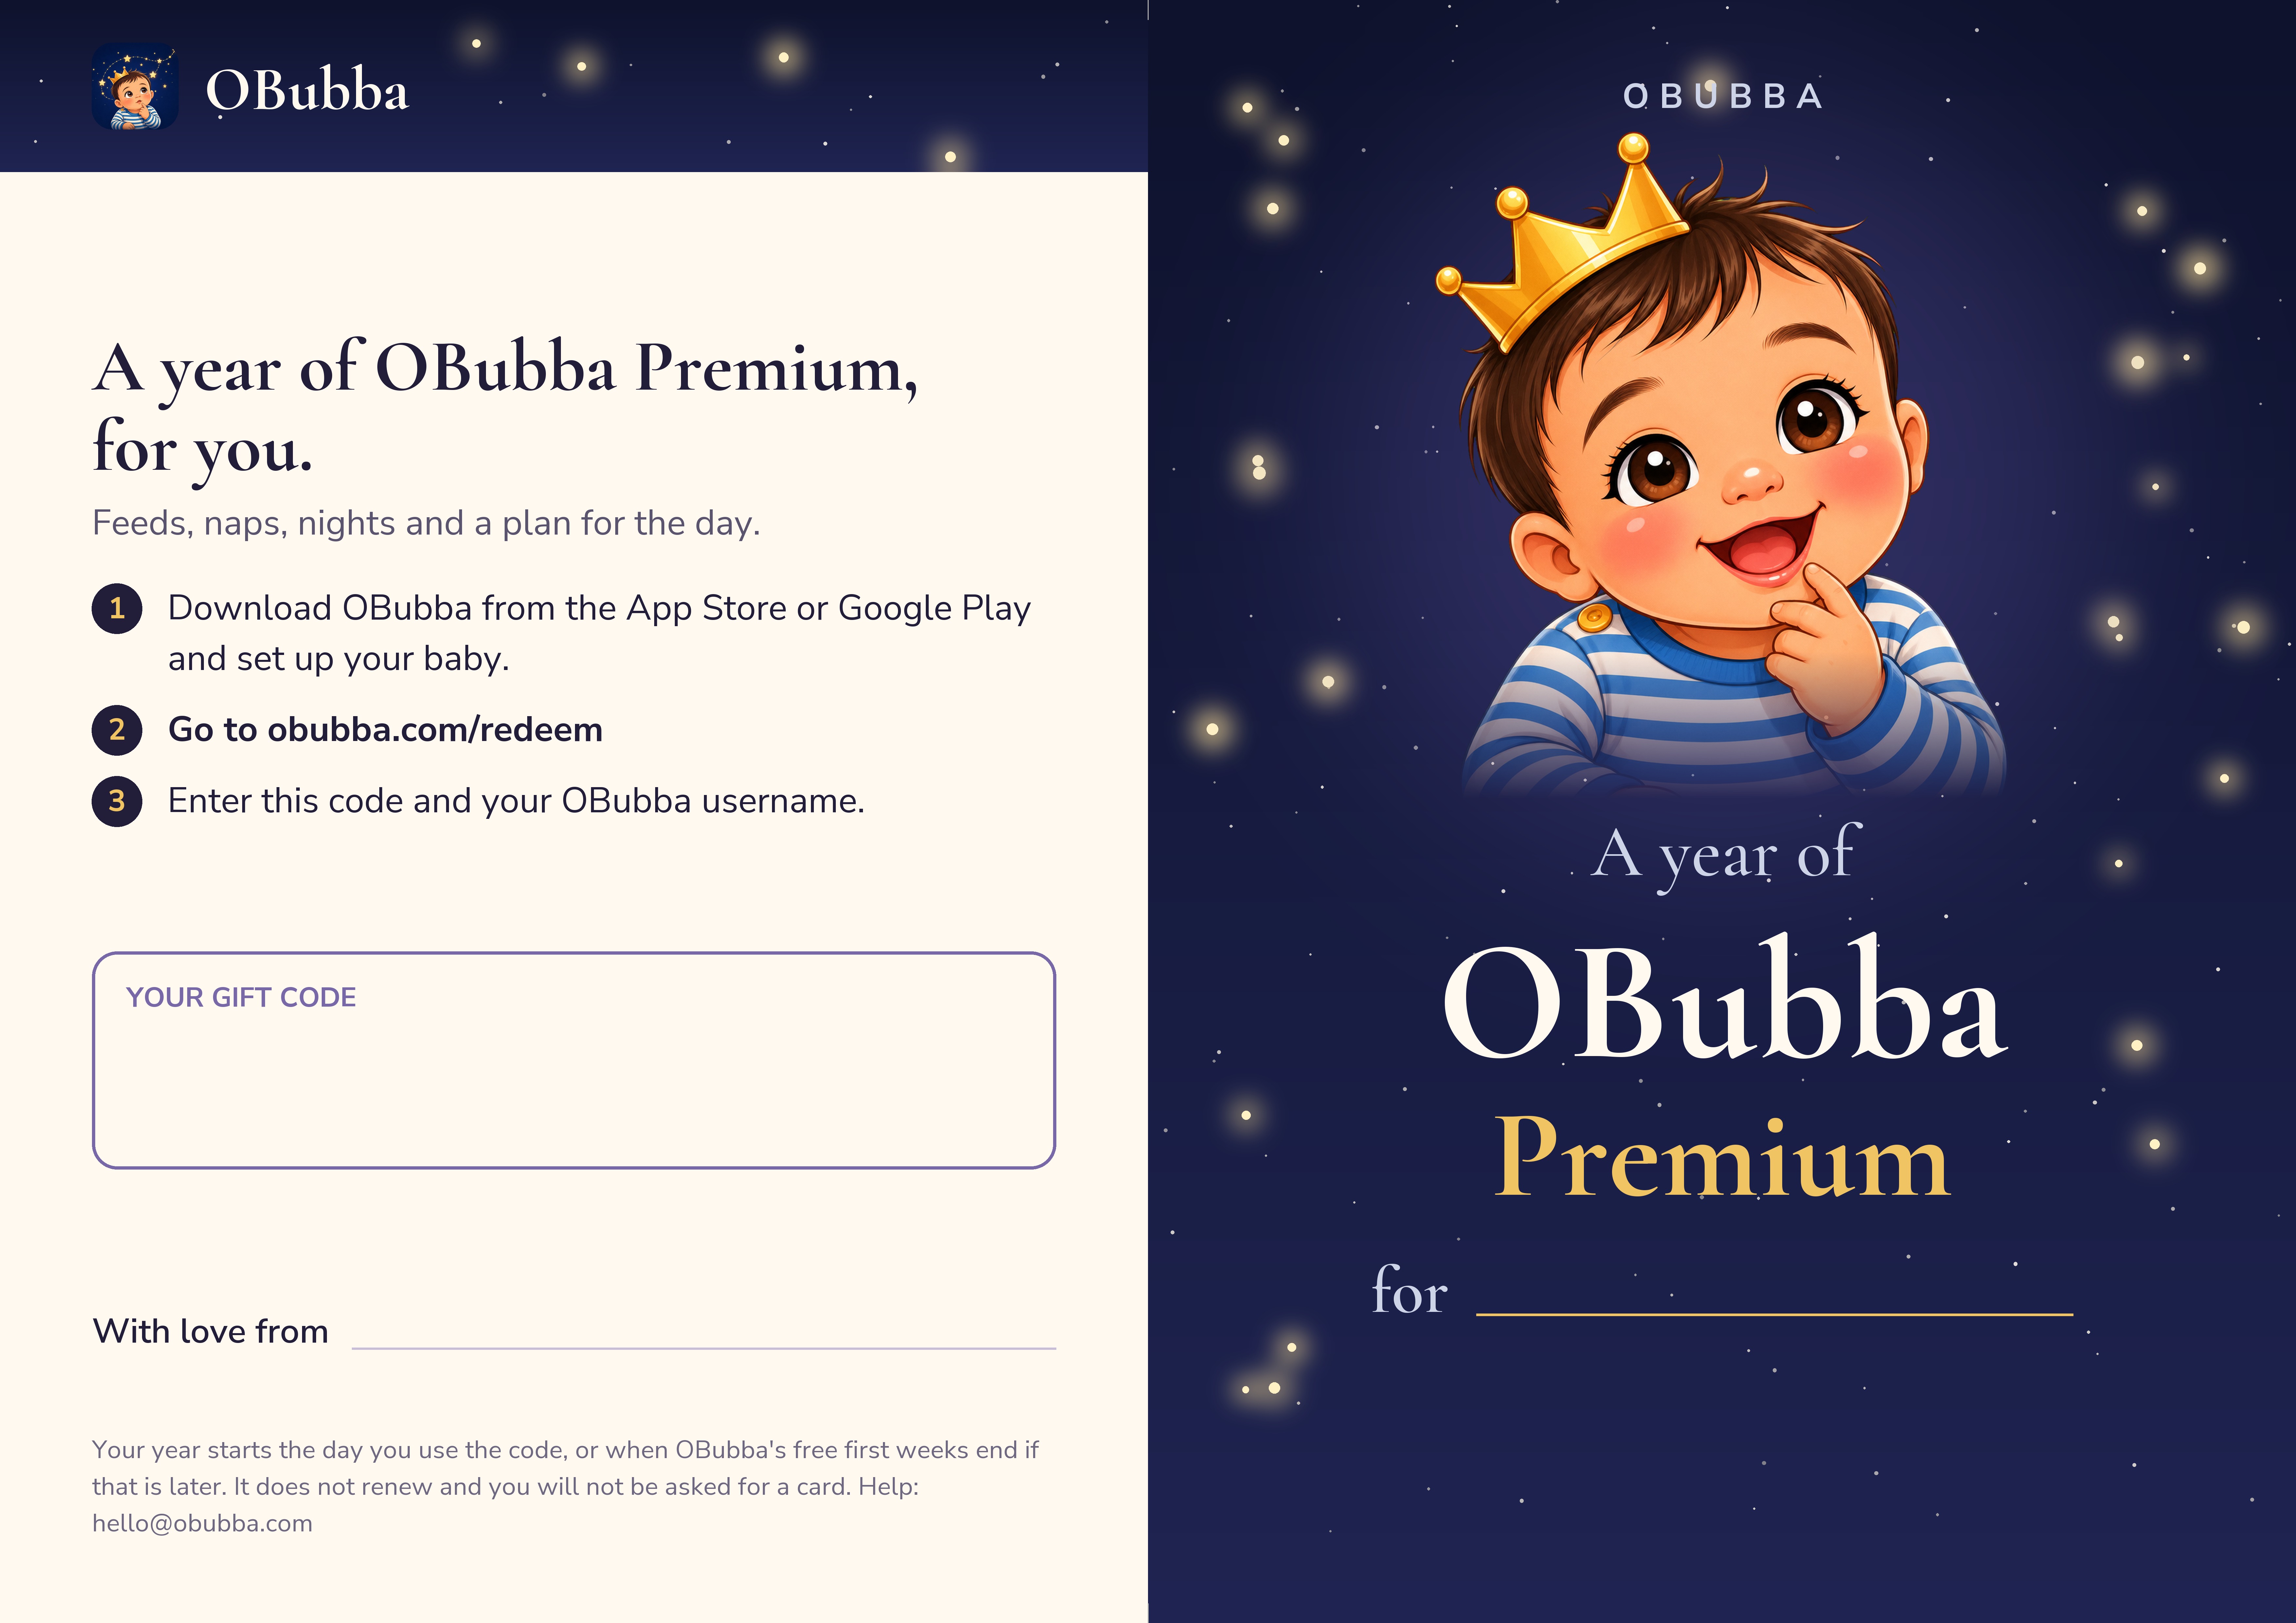 OBubba
A year of OBubba Premium,
for you.
Feeds, naps, nights and a plan for the day.
1 Download OBubba from the App Store or Google Play
and set up your baby.
2 Go to obubba.com/redeem
3 Enter this code and your OBubba username.
YOUR GIFT CODE
With love from
Your year starts the day you use the code, or when OBubba's free first weeks end if
that is later. It does not renew and you will not be asked for a card. Help:
hello@obubba.com
OBUBBA
A year of
OBubba
Premium
for